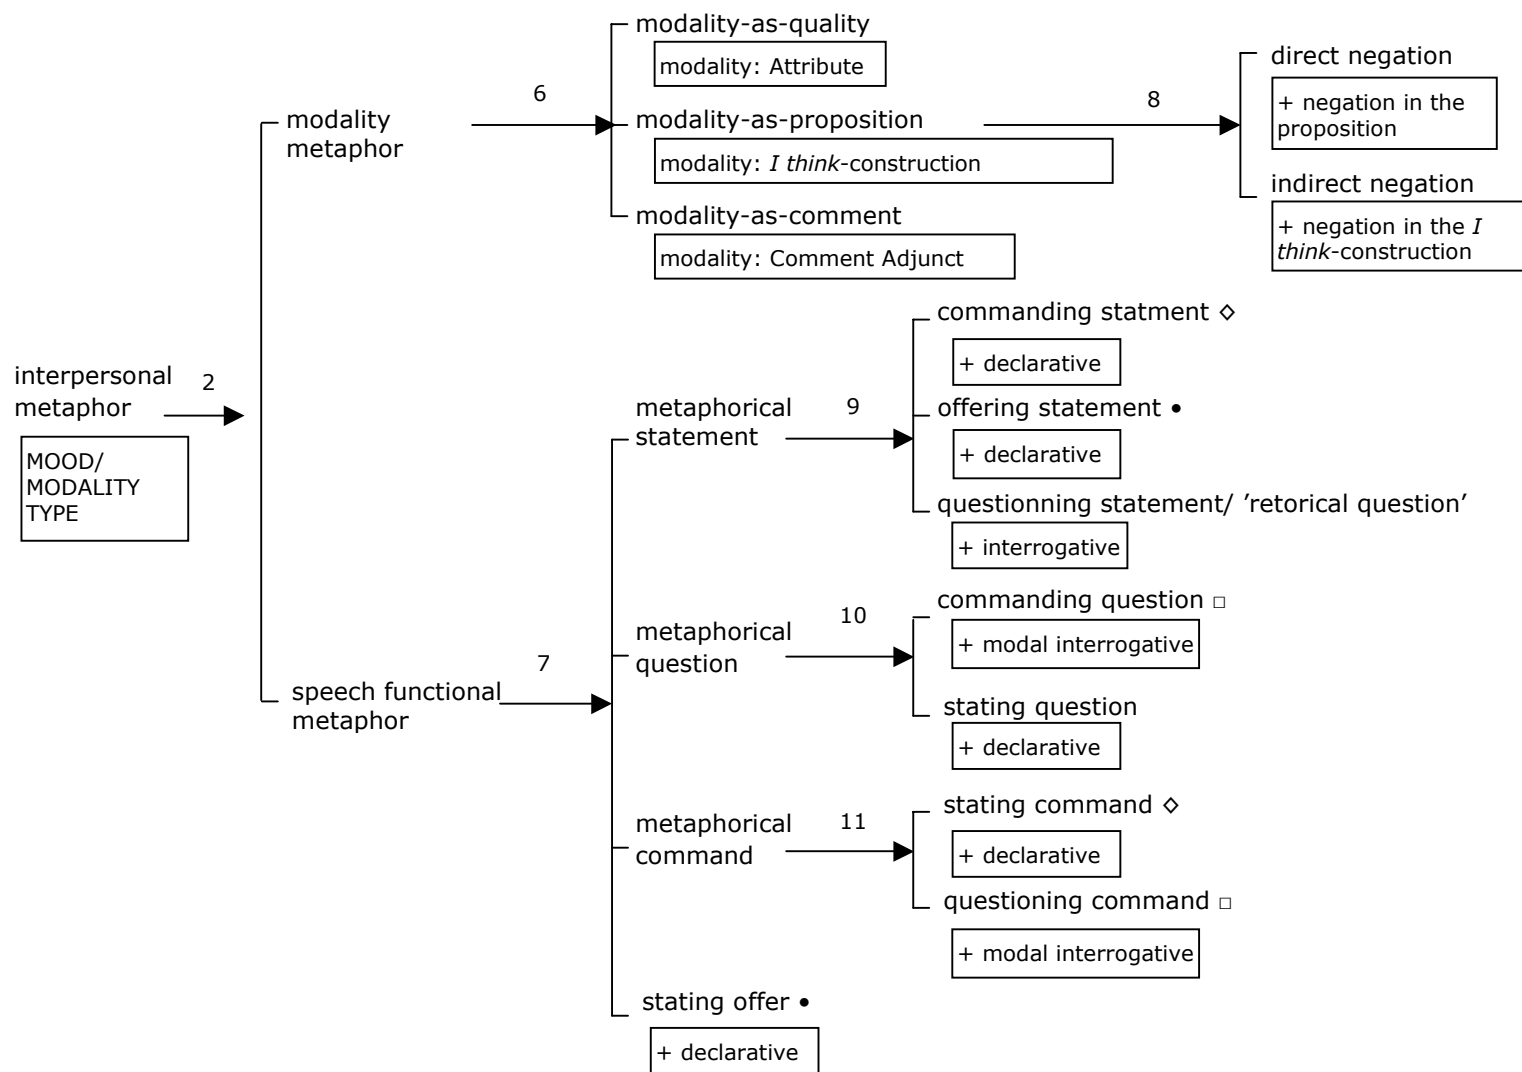 interpersonal
metaphor
2
MOOD/
MODALITY
TYPE
modality
metaphor
6
modality-as-quality
modality: Attribute
modality-as-proposition
modality: I think-construction
modality-as-comment
modality: Comment Adjunct
8
direct negation
+ negation in the
proposition
indirect negation
+ negation in the I
think-construction
speech functional
metaphor
7
metaphorical
statement
9
commanding statment ◇
+ declarative
offering statement •
+ declarative
questionning statement/ ’retorical question’
+ interrogative
metaphorical
question
10
commanding question □
+ modal interrogative
stating question
+ declarative
metaphorical
command
11
stating command ◇
+ declarative
questioning command □
+ modal interrogative
stating offer •
+ declarative